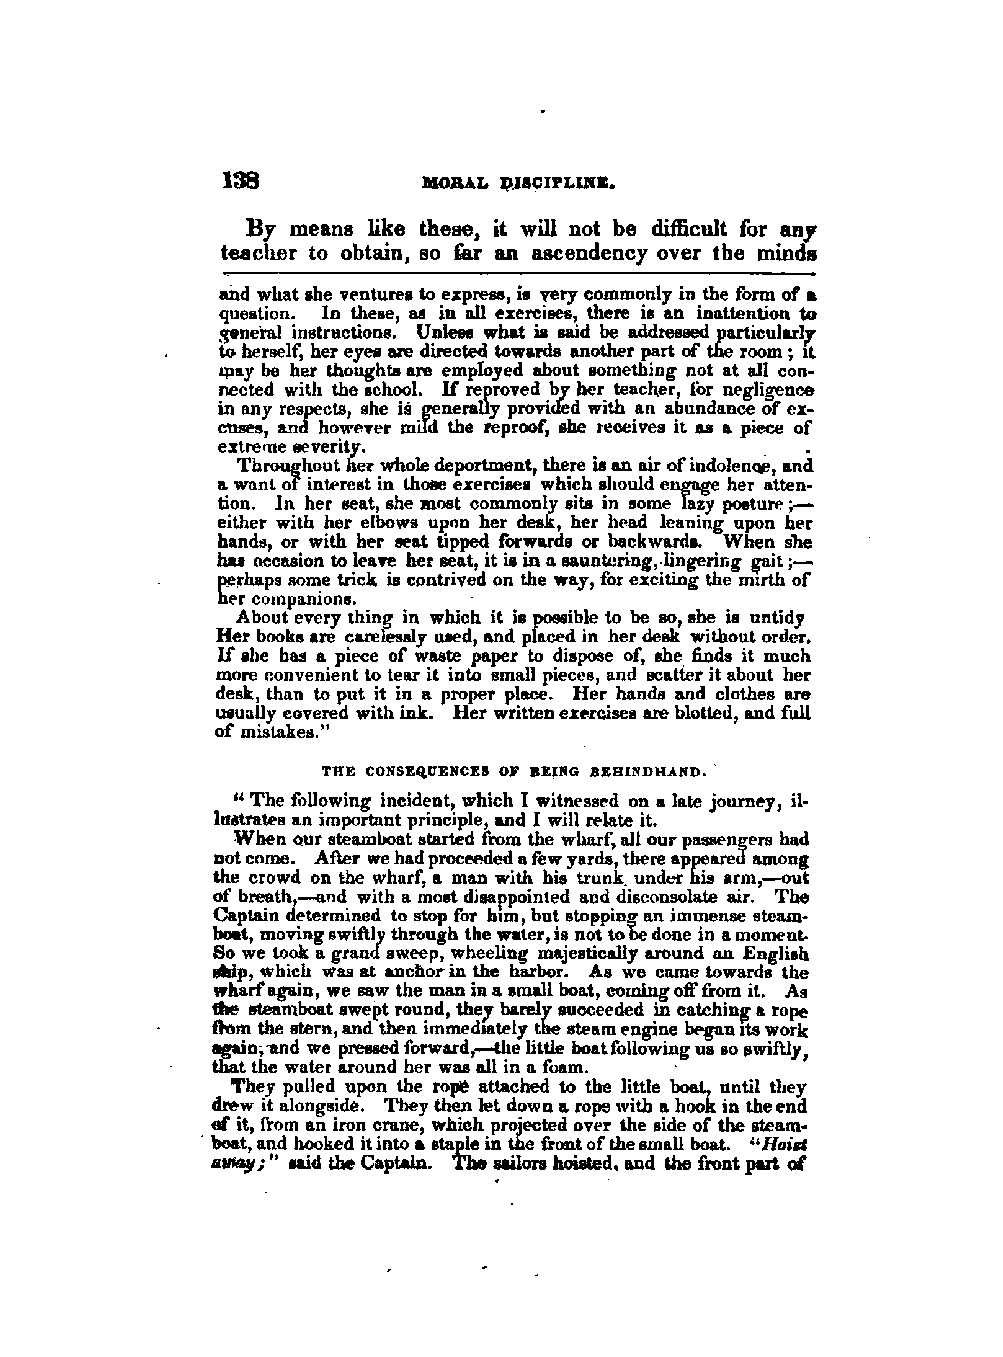 138 MORAL DISCIPLINE.
By means like these, it will not be difficult for any
teacher to obtain, so far an ascendency over the minds
and what she ventures to express, is very commonly in the form of a
question. In these, as in all exercises, there is an inattention to
general instructions. Unless what is said be addressed particularly
to herself, her eyes are directed towards another part of the room; it
may be her thoughts are employed about something not at all con-
nected with the school. If reproved by her teacher, for negligence
in any respects, she is generally provided with an abundance of ex-
cuses, and however mild the reproof, she receives it as a piece of
extreme severity.
Throughout her whole deportment, there is an air of indolence, and
a want of interest in those exercises which should engage her atten-
tion. In her seat, she most commonly sits in some lazy posture;—
either with her elbows upon her desk, her head leaning upon her
hands, or with her seat tipped forwards or backwards. When she
has occasion to leave her seat, it is in a sauntering, lingering gait;—
perhaps some trick is contrived on the way, for exciting the mirth of
her companions.
About every thing in which it is possible to be so, she is untidy
Her books are carelessly used, and placed in her desk without order.
If she has a piece of waste paper to dispose of, she finds it much
more convenient to tear it into small pieces, and scatter it about her
desk, than to put it in a proper place. Her hands and clothes are
usually covered with ink. Her written exercises are blotted, and full
of mistakes."
THE CONSEQUENCES OF BEING BEHINDHAND.
"The following incident, which I witnessed on a late journey, il-
lustrates an important principle, and I will relate it.
When our steamboat started from the wharf, all our passengers had
not come. After we had proceeded a few yards, there appeared among
the crowd on the wharf, a man with his trunk under his arm,—out
of breath,—and with a most disappointed and disconsolate air. The
Captain determined to stop for him, but stopping an immense steam-
boat, moving swiftly through the water, is not to be done in a moment.
So we took a grand sweep, wheeling majestically around an English
ship, which was at anchor in the harbor. As we came towards the
wharf again, we saw the man in a small boat, coming off from it. As
the steamboat swept round, they barely succeeded in catching a rope
from the stern, and then immediately the steam engine began its work
again, and we pressed forward,—the little boat following us so swiftly,
that the water around her was all in a foam.
They pulled upon the rope attached to the little boat, until they
drew it alongside. They then let down a rope with a hook in the end
of it, from an iron crane, which projected over the side of the steam-
boat, and hooked it into a staple in the front of the small boat. "Hoist
away;" said the Captain. The sailors hoisted, and the front part of